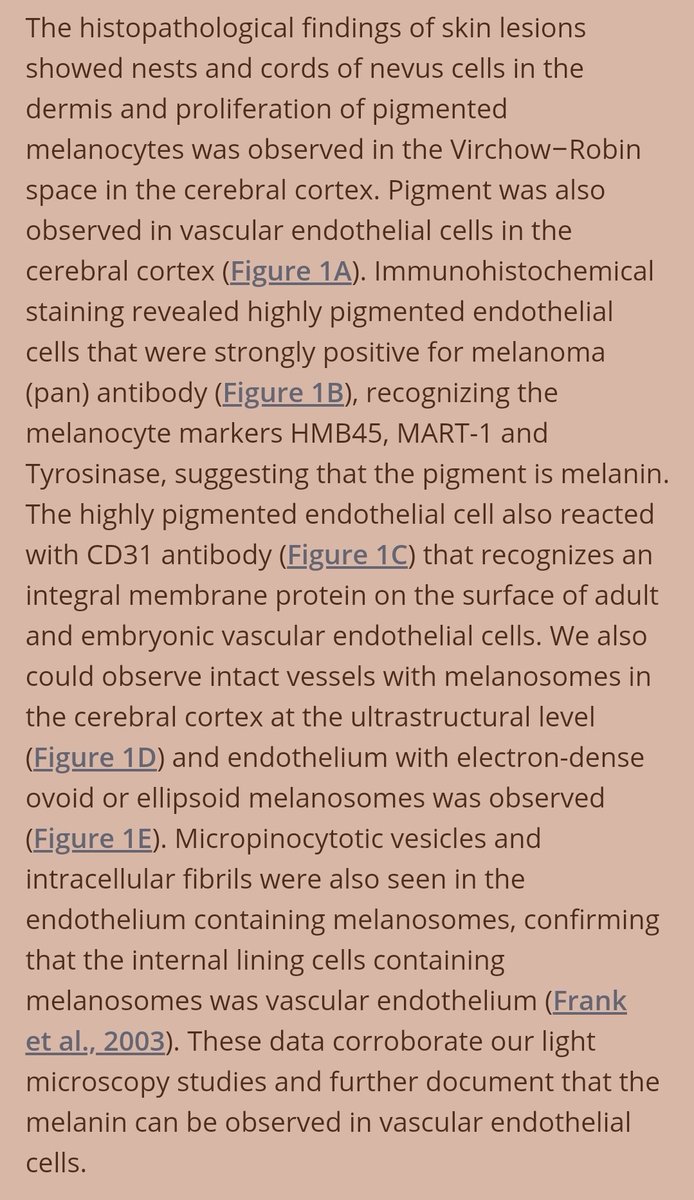 The histopathological findings of skin lesions
showed nests and cords of nevus cells in the
dermis and proliferation of pigmented
melanocytes was observed in the Virchow−Robin
space in the cerebral cortex. Pigment was also
observed in vascular endothelial cells in the
cerebral cortex (Figure 1A). Immunohistochemical
staining revealed highly pigmented endothelial
cells that were strongly positive for melanoma
(pan) antibody (Figure 1B), recognizing the
melanocyte markers HMB45, MART-1 and
Tyrosinase, suggesting that the pigment is melanin.
The highly pigmented endothelial cell also reacted
with CD31 antibody (Figure 1C) that recognizes an
integral membrane protein on the surface of adult
and embryonic vascular endothelial cells. We also
could observe intact vessels with melanosomes in
the cerebral cortex at the ultrastructural level
(Figure 1D) and endothelium with electron-dense
ovoid or ellipsoid melanosomes was observed
(Figure 1E). Micropinocytotic vesicles and
intracellular fibrils were also seen in the
endothelium containing melanosomes, confirming
that the internal lining cells containing
melanosomes was vascular endothelium (Frank
et al., 2003). These data corroborate our light
microscopy studies and further document that the
melanin can be observed in vascular endothelial
cells.